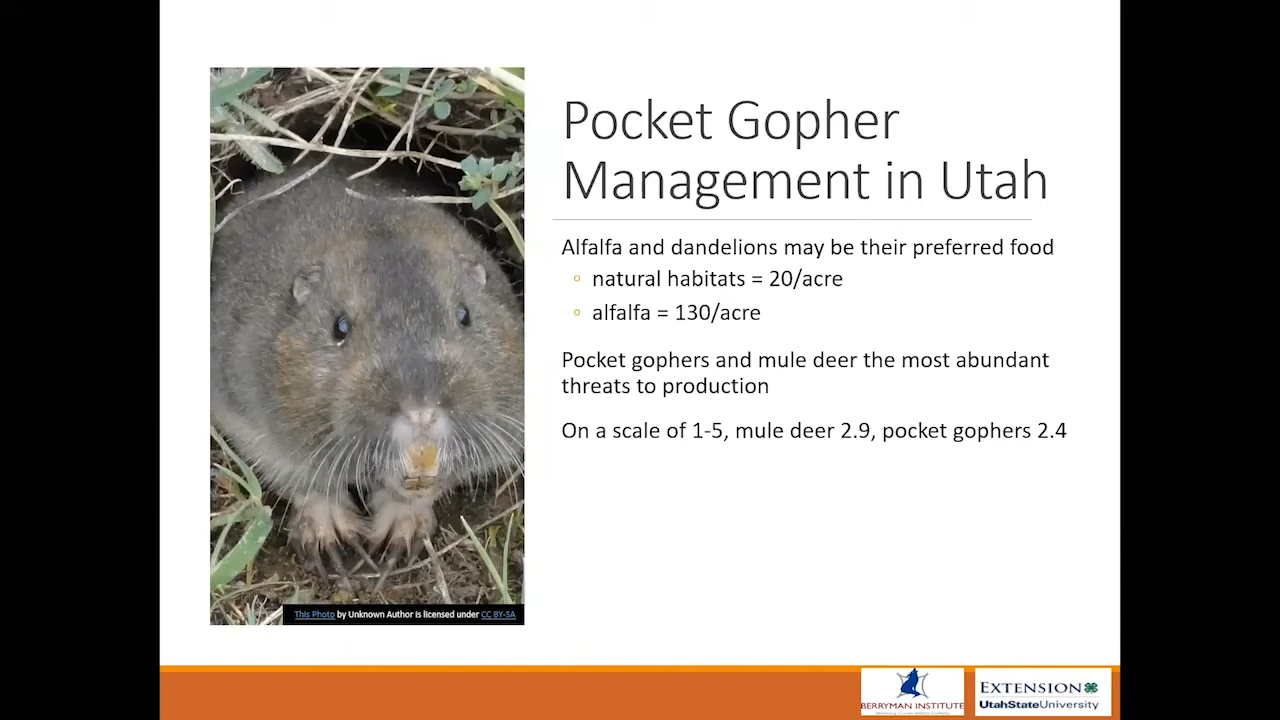 Pocket Gopher
Management in Utah
Alfalfa and dandelions may be their preferred food
natural habitats = 20/acre
alfalfa = 130/acre
Pocket gophers and mule deer the most abundant
threats to production
On a scale of 1-5, mule deer 2.9, pocket gophers 2.4
This Photo by Unknown Author is licensed under CC BY-SA
BERRYMAN INSTITUTE
EXTENSION
UtahStateUniversity